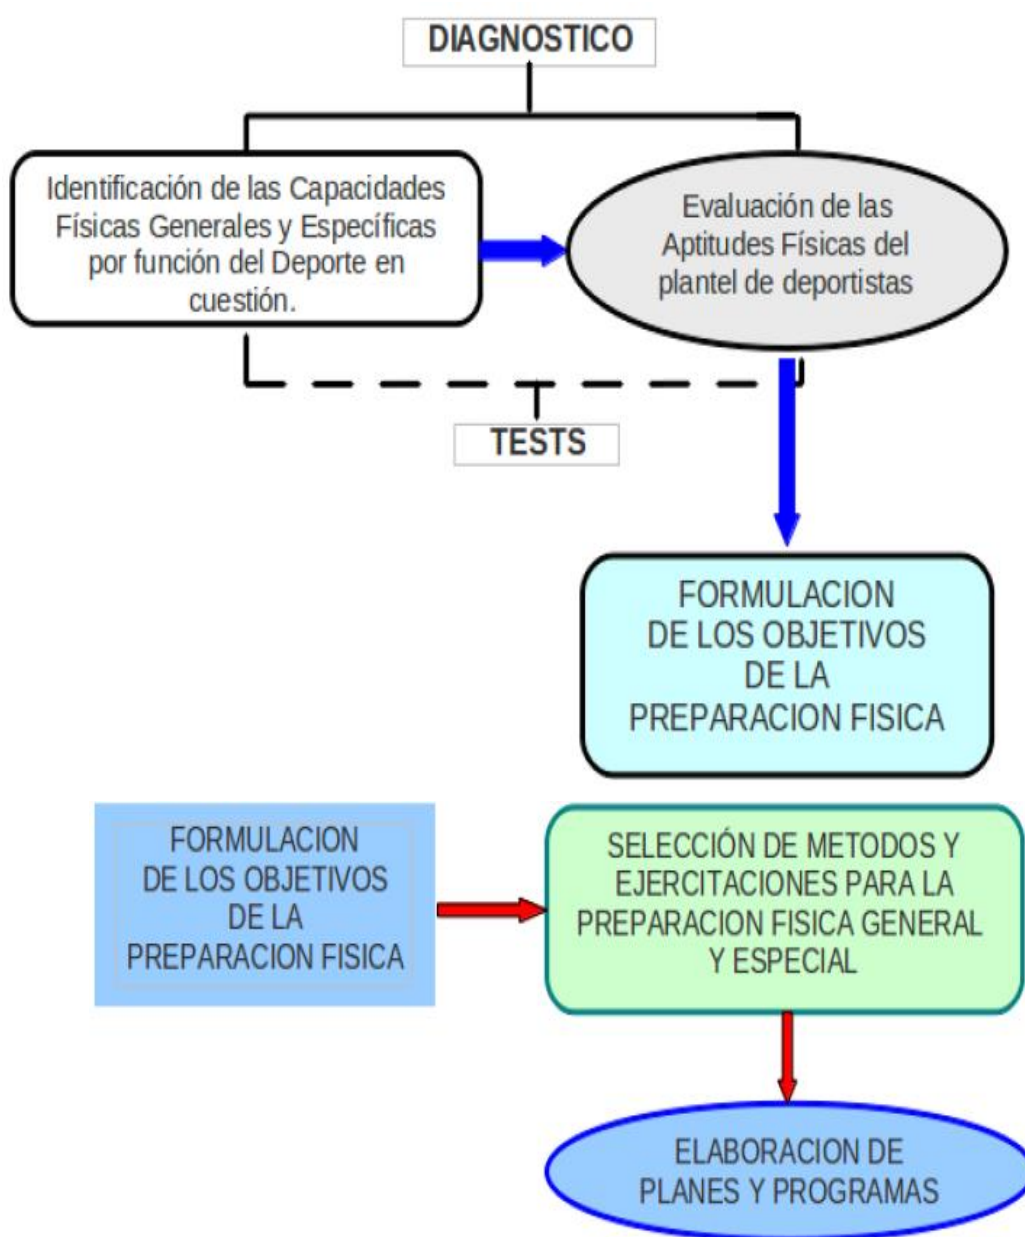 DIAGNOSTICO
Identificación de las Capacidades
Físicas Generales y Específicas
por función del Deporte en
cuestión.
Evaluación de las
Aptitudes Físicas del
plantel de deportistas
TESTS
FORMULACION
DE LOS OBJETIVOS
DE LA
PREPARACION FISICA
FORMULACION
DE LOS OBJETIVOS
DE LA
PREPARACION FISICA
SELECCIÓN DE METODOS Y
EJERCITACIONES PARA LA
PREPARACION FISICA GENERAL
Y ESPECIAL
ELABORACION DE
PLANES Y PROGRAMAS